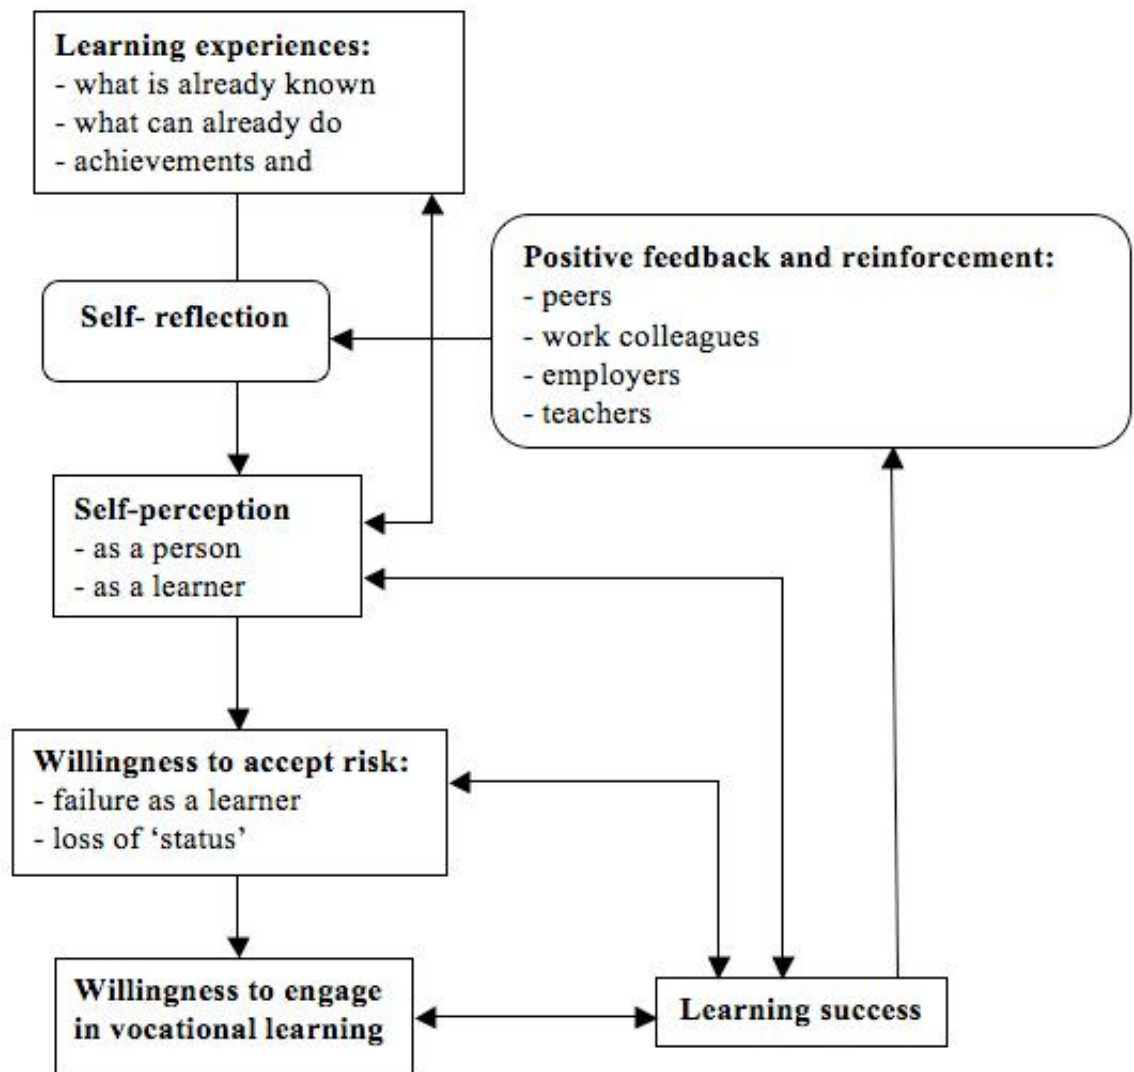 Learning experiences:
- what is already known
- what can already do
- achievements and
Positive feedback and reinforcement:
- peers
- work colleagues
- employers
- teachers
Self- reflection
Self-perception
- as a person
- as a learner
Willingness to accept risk:
- failure as a learner
- loss of ‘status’
Willingness to engage
in vocational learning
Learning success